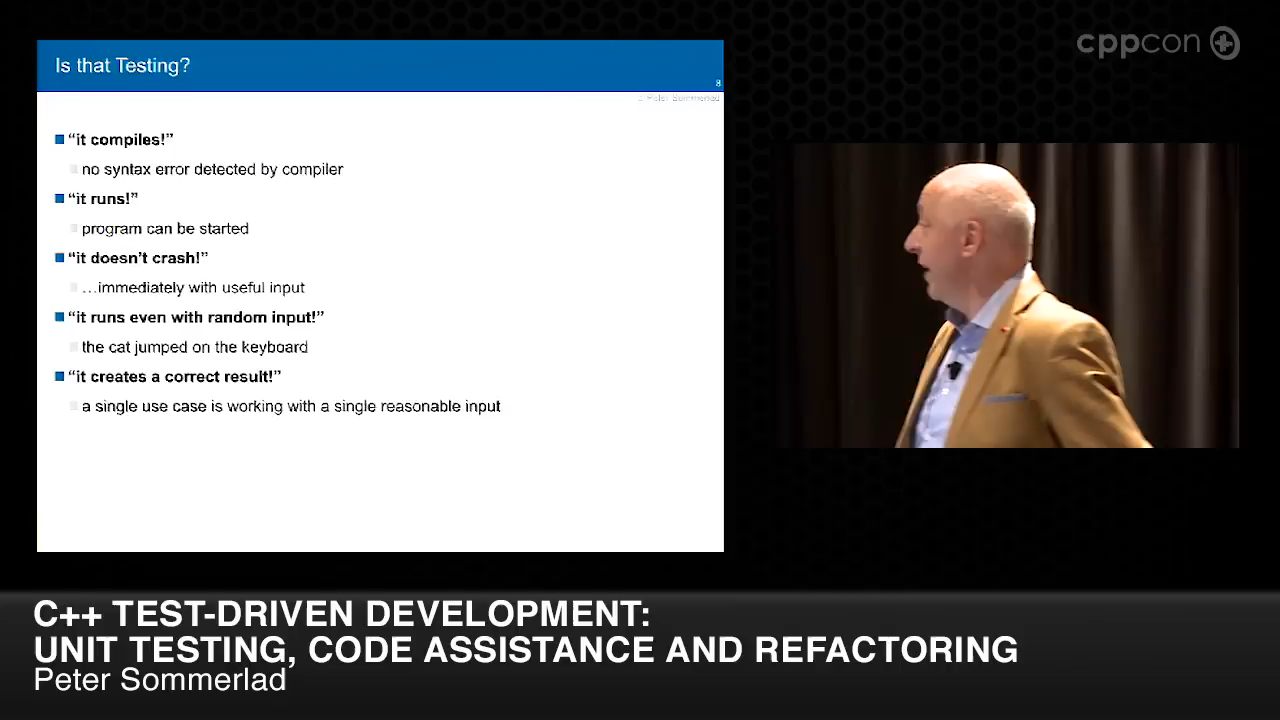 cppcon
Is that Testing?
8
© Peter Sommerlad
“it compiles!”
no syntax error detected by compiler
“it runs!”
program can be started
“it doesn’t crash!”
…immediately with useful input
“it runs even with random input!”
the cat jumped on the keyboard
“it creates a correct result!”
a single use case is working with a single reasonable input
C++ TEST-DRIVEN DEVELOPMENT:
UNIT TESTING, CODE ASSISTANCE AND REFACTORING
Peter Sommerlad